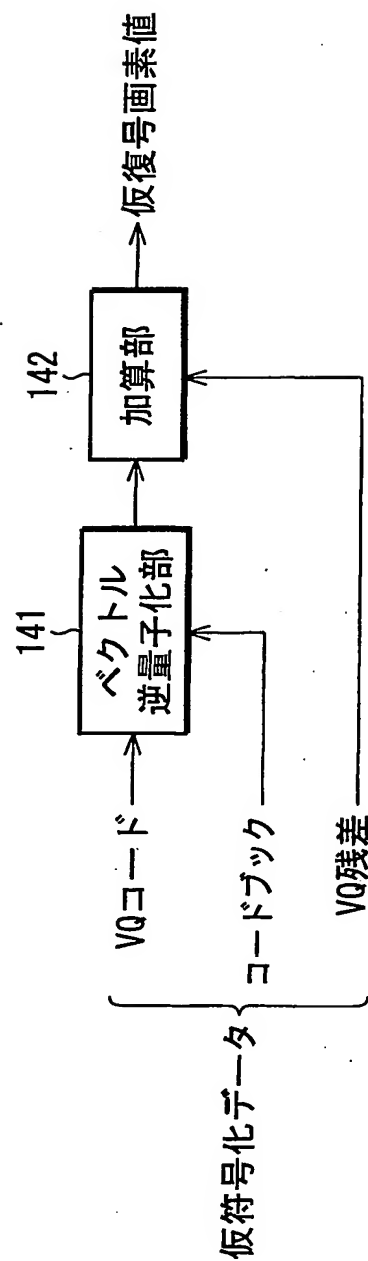 仮符号化データ
VQコード
コードブック
VQ残差
141
ベクトル
逆量子化部
142
加算部
仮復号画素値